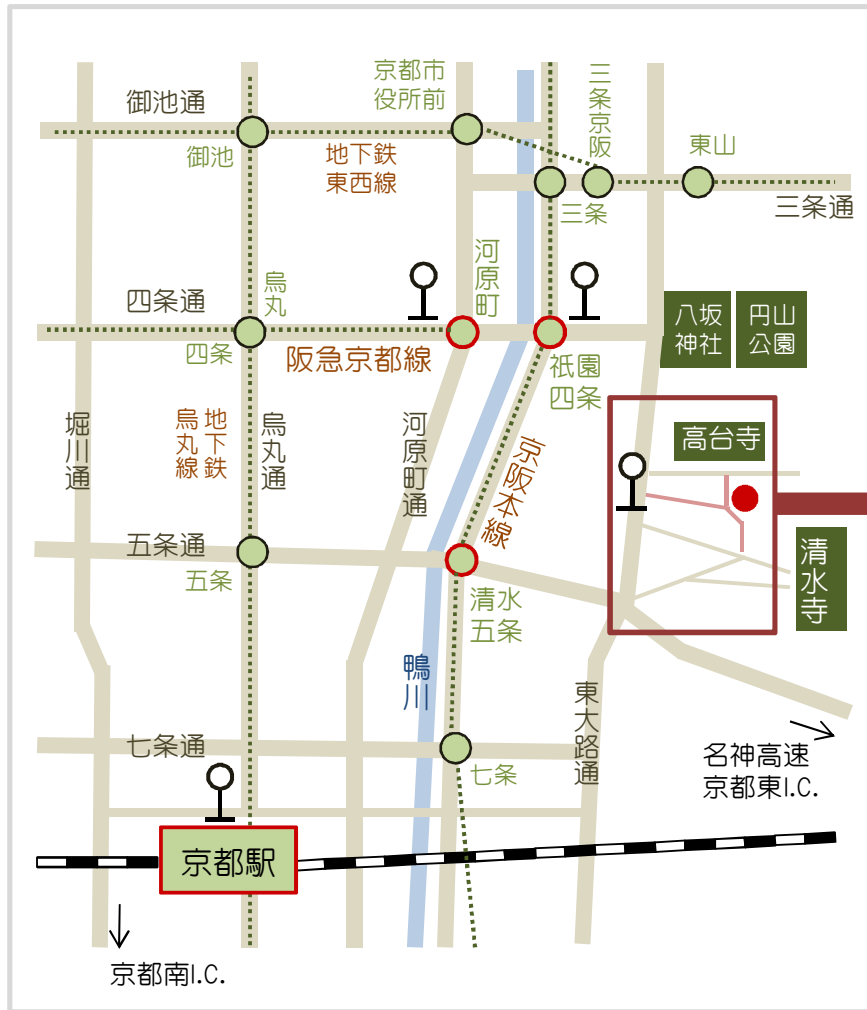 京都市
役所前
三条京阪
御池通
御池
地下鉄
東西線
東山
三条
三条通
河原町
烏丸
四条通
四条
阪急京都線
祇園
四条
八坂
神社
円山
公園
堀川通
地下鉄
烏丸線
烏丸通
河原町通
京阪本線
高台寺
清水寺
五条通
五条
清水
五条
鴨川
東大路通
七条通
七条
名神高速
京都東I.C.
京都駅
京都南I.C.